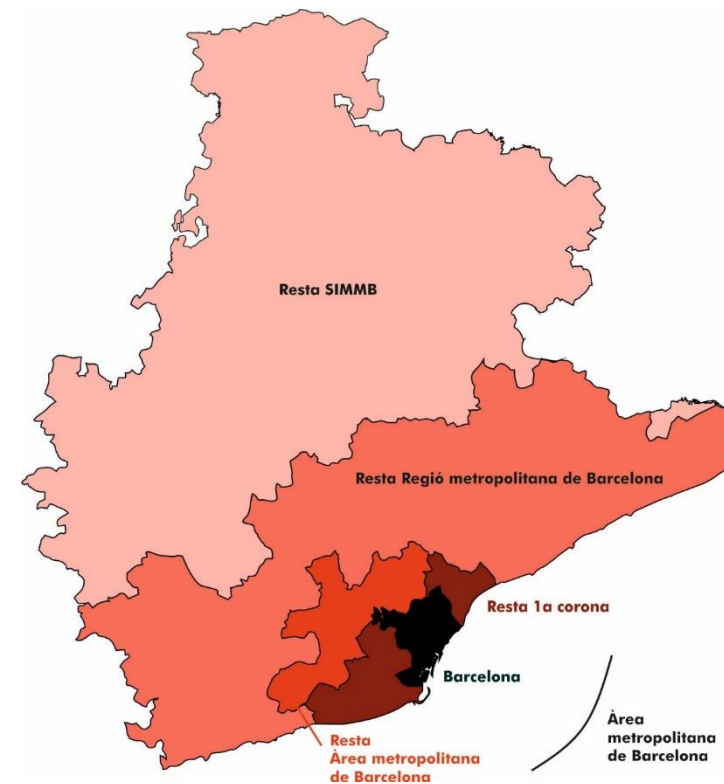 Resta SIMMB
Resta Regió metropolitana de Barcelona
Resta 1a corona
Barcelona
Resta
Àrea metropolitana
de Barcelona
Àrea
metropolitana
de Barcelona